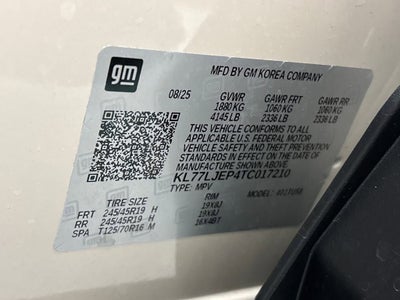 gm
MFD BY GM KOREA COMPANY
08/25 GVWR GAWR FRT GAWR RR
1880 KG 1060 KG 1060 KG
4145 LB 2336 LB 2336 LB
THIS VEHICLE CONFORMS TO ALL
APPLICABLE U.S. FEDERAL MOTOR
VEHICLE SAFETY, BUMPER, AND THEFT
PREVENTION STANDARDS IN EFFECT ON
THE DATE OF MANUFACTURE SHOWN ABOVE.
KL77LJEP4TC017210
TYPE: MPV
TIRE SIZE RIM
FRT 245/45R19 H 19X8J
RR 245/45R19 H 19X8J
SPA T125/70R16 M 16X4BT